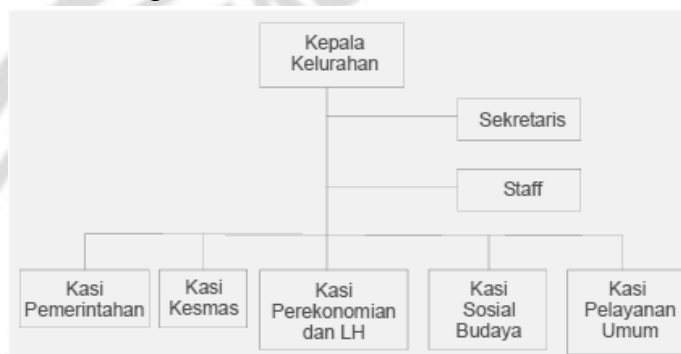 Kepala
Kelurahan
Sekretaris
Staff
Kasi
Pemerintahan
Kasi
Kesmas
Kasi
Perekonomian
dan LH
Kasi
Sosial
Budaya
Kasi
Pelayanan
Umum